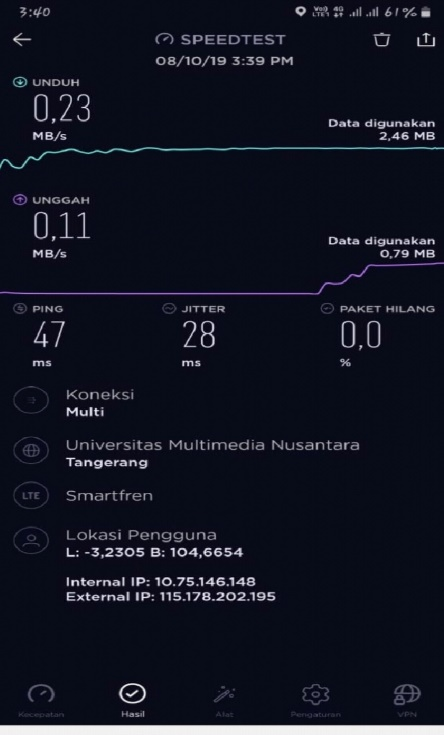 3:40
Vo9 4G LTE1 61%
SPEEDTEST
08/10/19 3:39 PM
UNDUH
0,23
MB/s
Data digunakan
2,46 MB
UNGGAH
0,11
MB/s
Data digunakan
0,79 MB
PING JITTER PAKET HILANG
47 28 0,0
ms ms %
Koneksi
Multi
Universitas Multimedia Nusantara
Tangerang
LTE Smartfren
Lokasi Pengguna
L: -3,2305 B: 104,6654
Internal IP: 10.75.146.148
External IP: 115.178.202.195
Kecepatan Hasil Alat Pengaturan VPN